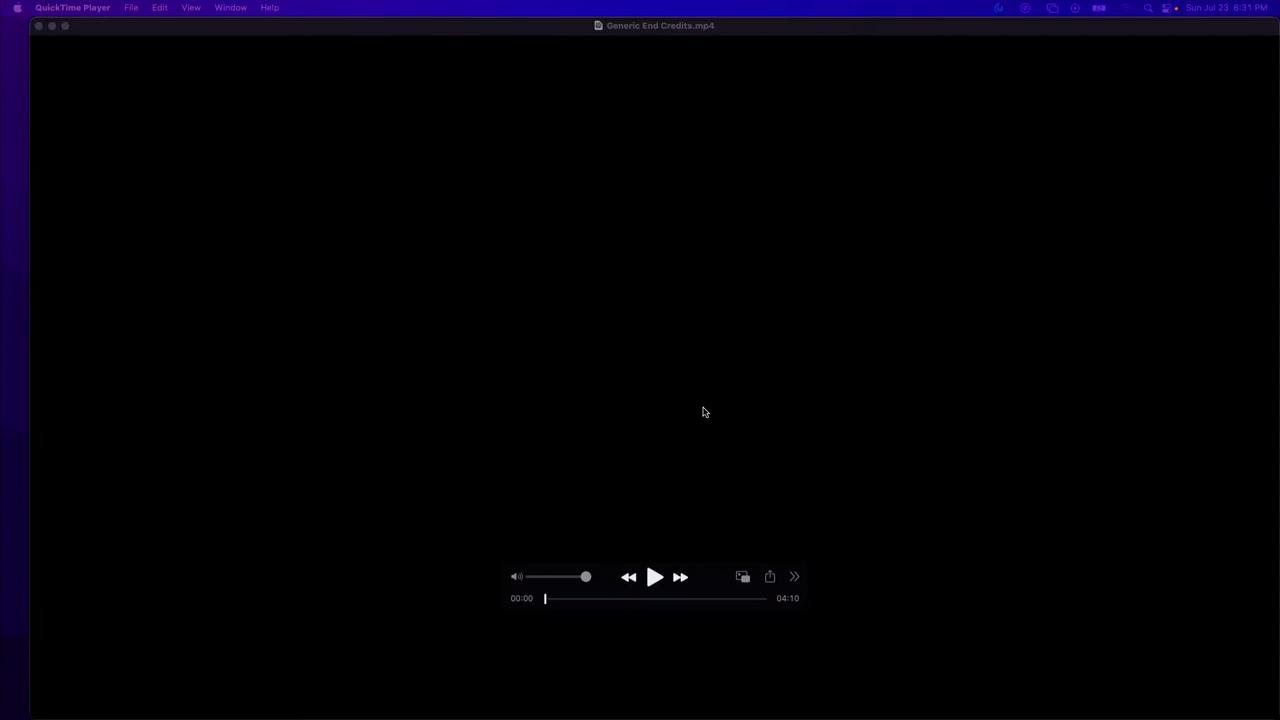 QuickTime Player File Edit View Window Help Sun Jul 23 6:31 PM
Generic End Credits.mp4
00:00 04:10